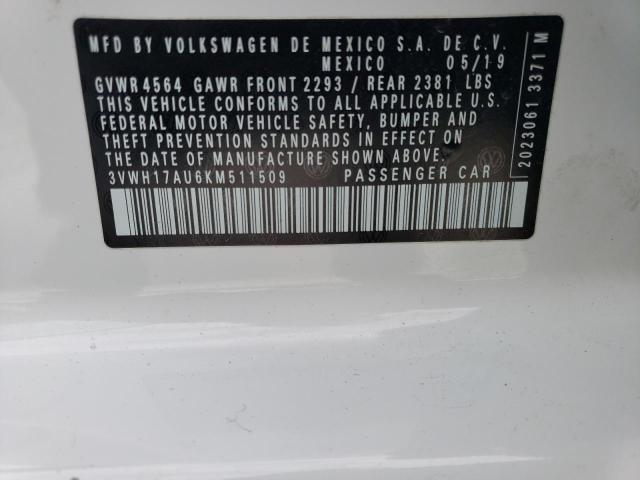 MFD BY VOLKSWAGEN DE MEXICO S.A. DE C.V.
MEXICO 05/19
GVWR 4564 GAWR FRONT 2293 / REAR 2381 LBS
THIS VEHICLE CONFORMS TO ALL APPLICABLE U.S.
FEDERAL MOTOR VEHICLE SAFETY, BUMPER AND
THEFT PREVENTION STANDARDS IN EFFECT ON
THE DATE OF MANUFACTURE SHOWN ABOVE.
3VWH17AU6KM511509 PASSENGER CAR
2023061 3371 M